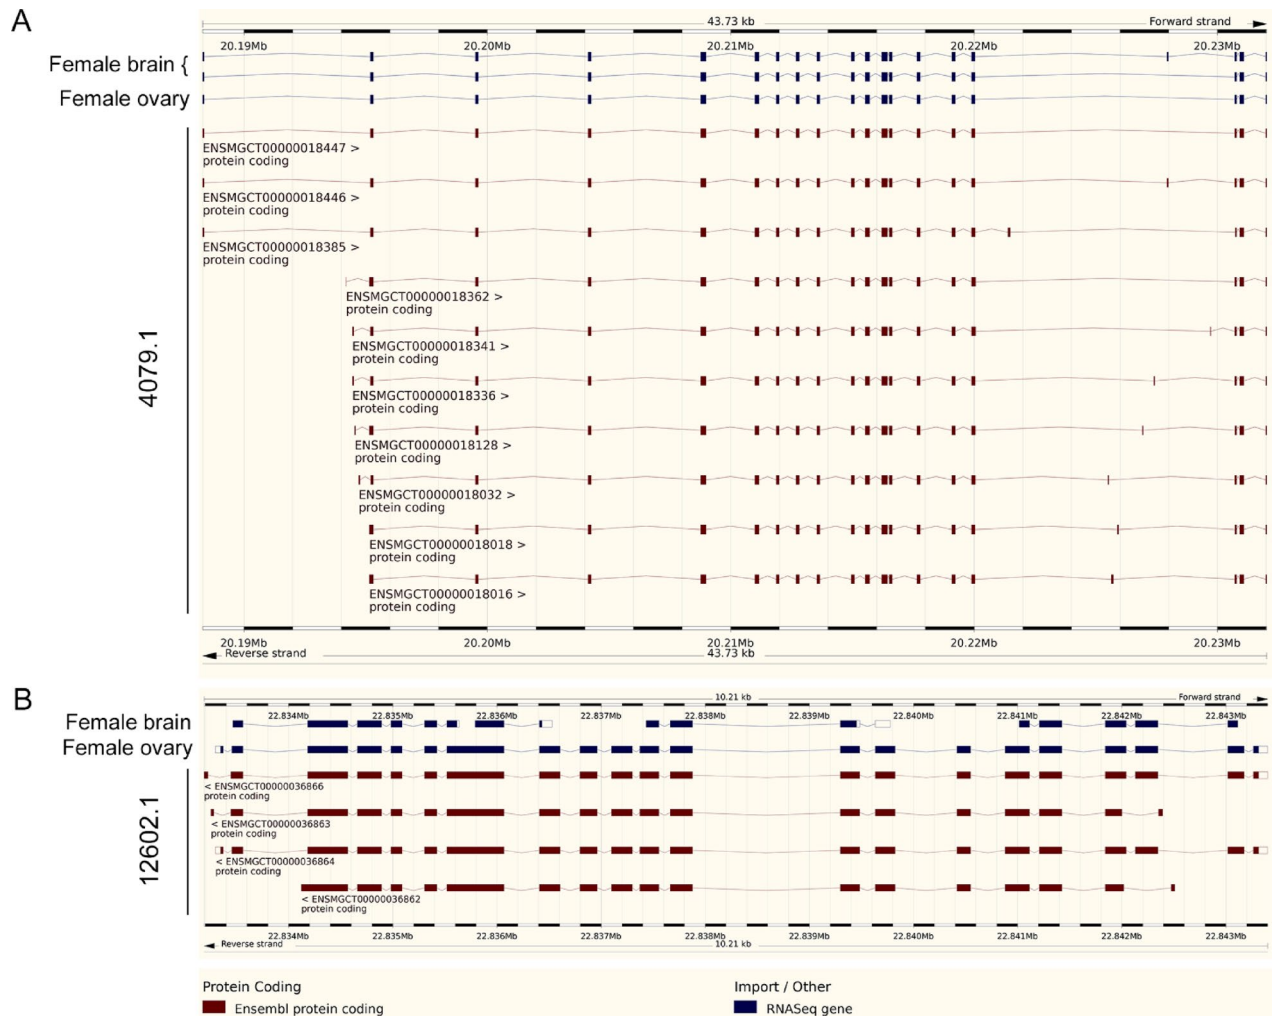 A
43.73 kb
Forward strand
20.19Mb 20.20Mb 20.21Mb 20.22Mb 20.23Mb
Female brain {
Female ovary
ENSMGCT00000018447 >
protein coding
ENSMGCT00000018446 >
protein coding
ENSMGCT00000018385 >
protein coding
ENSMGCT00000018362 >
protein coding
ENSMGCT00000018341 >
protein coding
ENSMGCT00000018336 >
protein coding
ENSMGCT00000018128 >
protein coding
ENSMGCT00000018032 >
protein coding
ENSMGCT00000018018 >
protein coding
ENSMGCT00000018016 >
protein coding
4079.1
20.19Mb 20.20Mb 20.21Mb 20.22Mb 20.23Mb
Reverse strand
43.73 kb
B
10.21 kb
Forward strand
22.834Mb 22.835Mb 22.836Mb 22.837Mb 22.838Mb 22.839Mb 22.840Mb 22.841Mb 22.842Mb 22.843Mb
Female brain
Female ovary
< ENSMGCT00000036866
protein coding
< ENSMGCT00000036863
protein coding
< ENSMGCT00000036864
protein coding
< ENSMGCT00000036862
protein coding
12602.1
22.834Mb 22.835Mb 22.836Mb 22.837Mb 22.838Mb 22.839Mb 22.840Mb 22.841Mb 22.842Mb 22.843Mb
Reverse strand
10.21 kb
Protein Coding
Ensembl protein coding
Import / Other
RNASeq gene